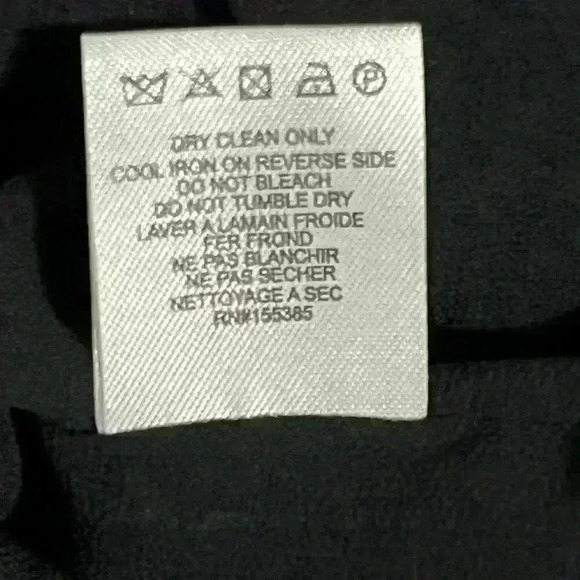 P
DRY CLEAN ONLY
COOL IRON ON REVERSE SIDE
DO NOT BLEACH
DO NOT TUMBLE DRY
LAVER A LAMAIN FROIDE
FER FROND
NE PAS BLANCHIR
NE PAS SECHER
NETTOYAGE A SEC
RN#155385